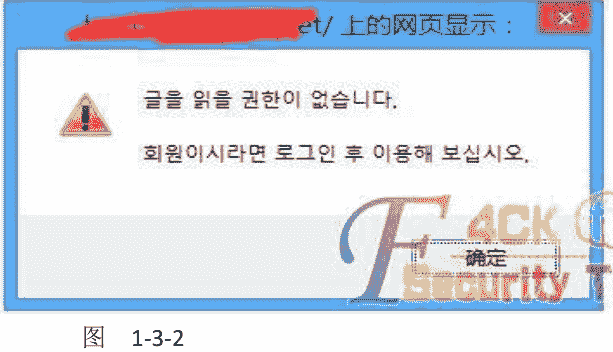 et/ 上的网页显示：
글을 읽을 권한이 없습니다.
회원이시라면 로그인 후 이용해 보십시오.
确定
F4CK
Security T
图 1-3-2